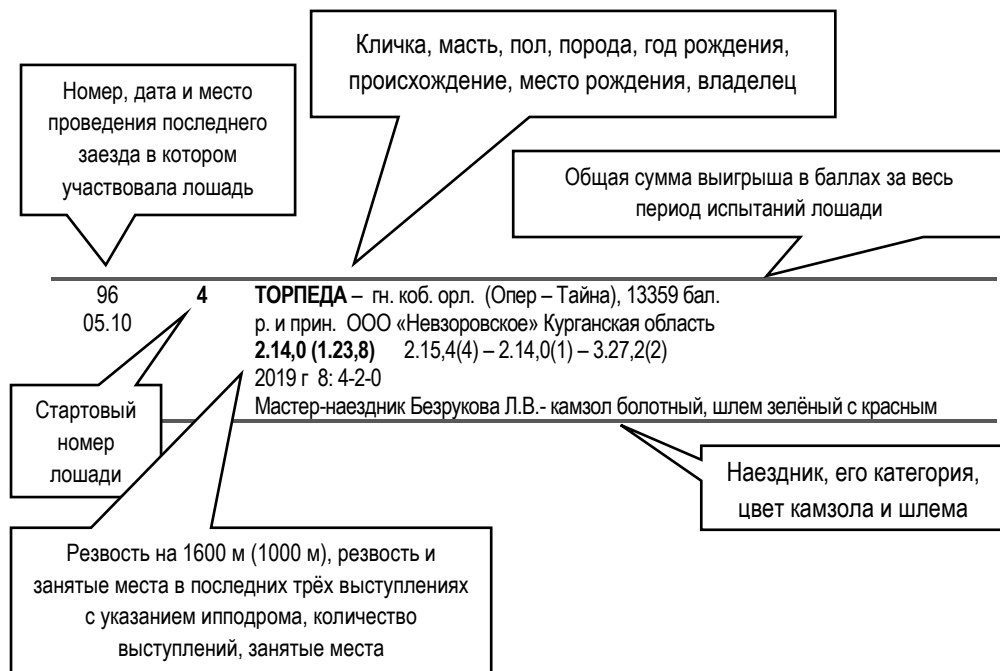 Кличка, масть, пол, порода, год рождения,
происхождение, место рождения, владелец
Номер, дата и место
проведения последнего
заезда в котором
участвовала лошадь
Общая сумма выигрыша в баллах за весь
период испытаний лошади
96 4 ТОРПЕДА – гн. коб. орл. (Опер – Тайна), 13359 бал.
05.10 р. и прин. ООО «Невзоровское» Курганская область
2.14,0 (1.23,8) 2.15,4(4) – 2.14,0(1) – 3.27,2(2)
2019 г 8: 4-2-0
Мастер-наездник Безрукова Л.В.- камзол болотный, шлем зелёный с красным
Стартовый
номер
лошади
Наездник, его категория,
цвет камзола и шлема
Резвость на 1600 м (1000 м), резвость и
занятые места в последних трёх выступлениях
с указанием ипподрома, количество
выступлений, занятые места